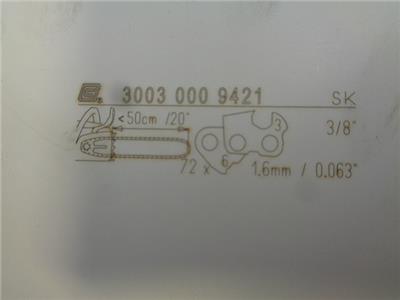 3003 000 9421 SK
< 50cm /20"
3
3/8"
6
72 x 1.6mm / 0.063"